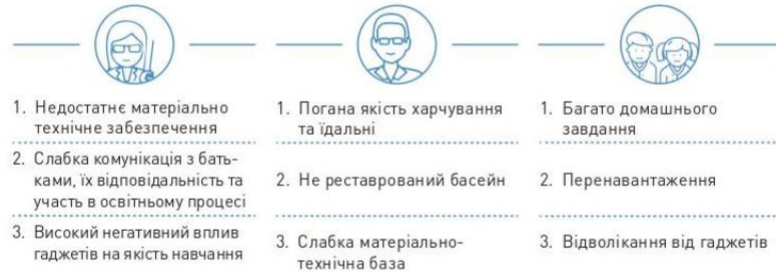 1. Недостатнє матеріально
технічне забезпечення
2. Слабка комунікація з бать-
ками, їх відповідальність та
участь в освітньому процесі
3. Високий негативний вплив
гаджетів на якість навчання
1. Погана якість харчування
та їдальні
2. Не реставрований басейн
3. Слабка матеріально-
технічна база
1. Багато домашнього
завдання
2. Перенавантаження
3. Відволікання від гаджетів